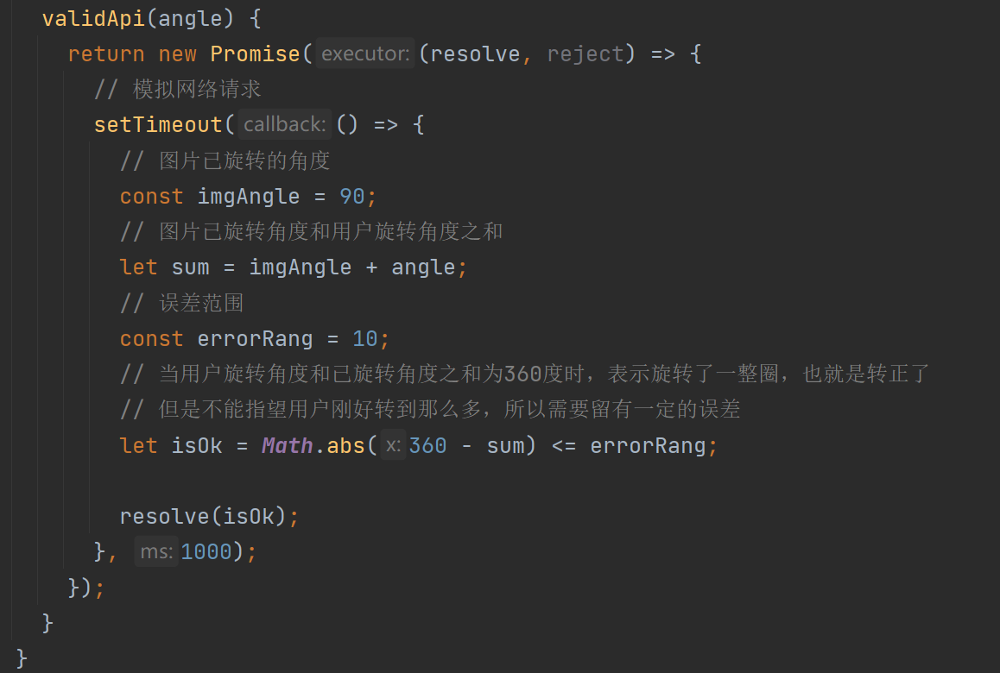 validApi(angle) {
return new Promise( executor: (resolve, reject) => {
// 模拟网络请求
setTimeout( callback: () => {
// 图片已旋转的角度
const imgAngle = 90;
// 图片已旋转角度和用户旋转角度之和
let sum = imgAngle + angle;
// 误差范围
const errorRang = 10;
// 当用户旋转角度和已旋转角度之和为360度时，表示旋转了一整圈，也就是转正了
// 但是不能指望用户刚好转到那么多，所以需要留有一定的误差
let isOk = Math.abs( x: 360 - sum) <= errorRang;
resolve(isOk);
}, ms: 1000);
});
}
}